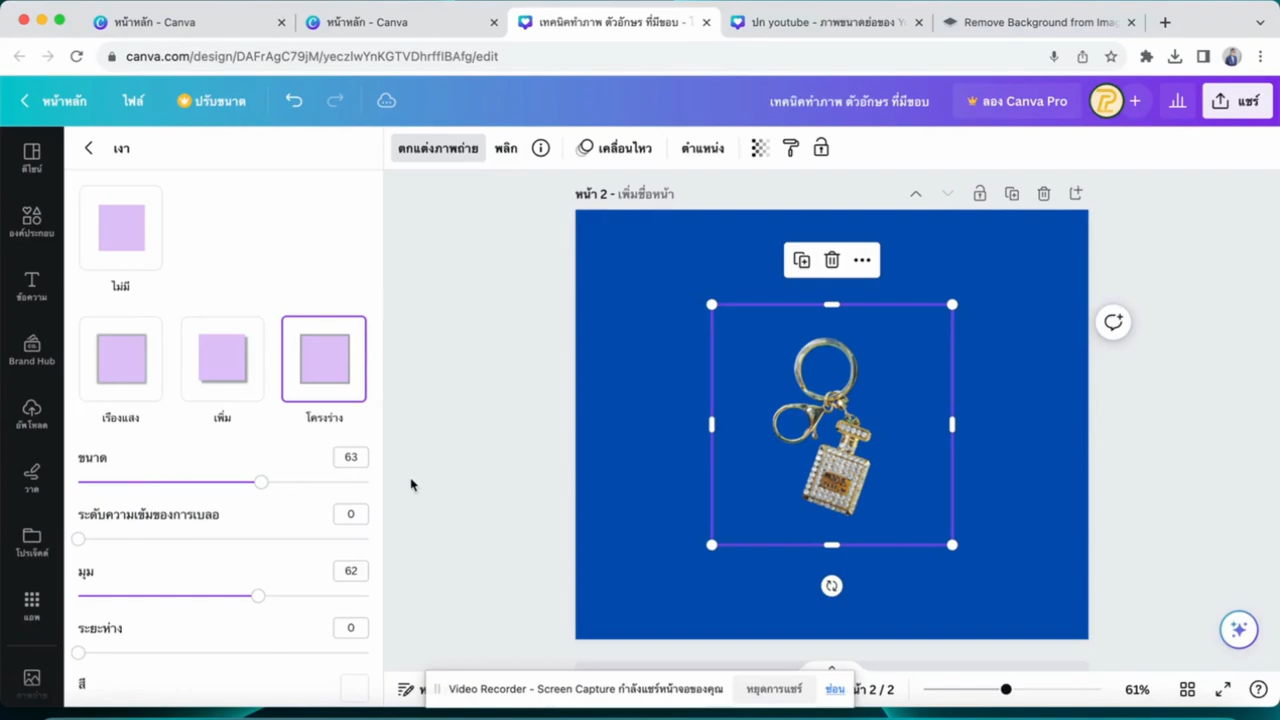 หน้าหลัก - Canva
หน้าหลัก - Canva
เทคนิคทำภาพ ตัวอักษร ที่มีขอบ -
ปก youtube - ภาพขนาดย่อของ
Remove Background from Imag
canva.com/design/DAFrAgC79jM/yeczlwYnKGTVDhrfflBAfg/edit
หน้าหลัก
ไฟล์
ปรับขนาด
เทคนิคทำภาพ ตัวอักษร ที่มีขอบ
ลอง Canva Pro
แชร์
ดีไซน์
องค์ประกอบ
ข้อความ
Brand Hub
อัพโหลด
วาด
โปรเจ็คต์
แอพ
ภาพถ่าย
เงา
ไม่มี
เรืองแสง
เพิ่ม
โครงร่าง
ขนาด
63
ระดับความเข้มของการเบลอ
0
มุม
62
ระยะห่าง
0
สี
ตกแต่งภาพถ่าย
พลิก
เคลื่อนไหว
ตำแหน่ง
หน้า 2 - เพิ่มชื่อหน้า
Video Recorder - Screen Capture กำลังแชร์หน้าจอของคุณ
หยุดการแชร์
ซ่อน
น้า 2 / 2
61%